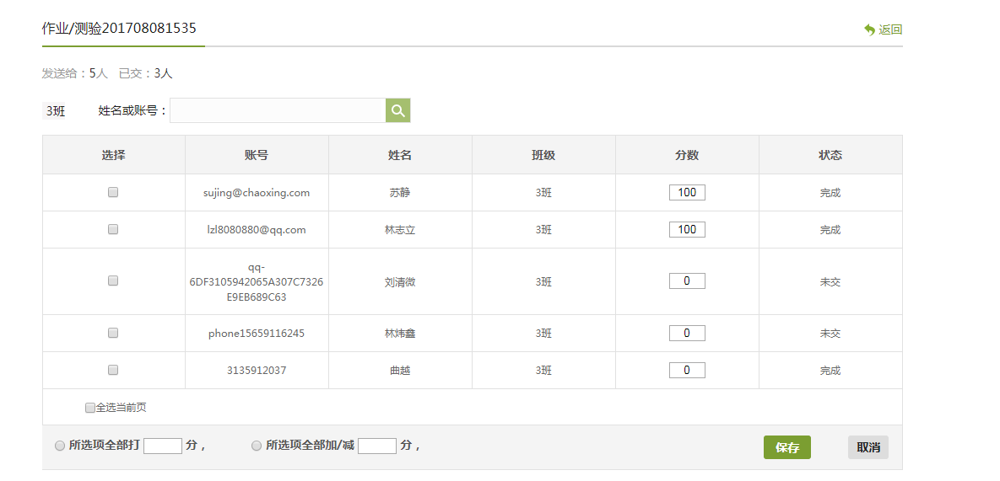 作业/测验201708081535
返回
发送给：5人 已交：3人
3班 姓名或账号：
选择 账号 姓名 班级 分数 状态
sujing@chaoxing.com 苏静 3班 100 完成
lzl8080880@qq.com 林志立 3班 100 完成
qq-
6DF3105942065A307C7326
E9EB689C63
刘清微 3班 0 未交
phone15659116245 林炜鑫 3班 0 未交
3135912037 曲越 3班 0 完成
全选当前页
所选项全部打 分， 所选项全部加/减 分， 保存 取消